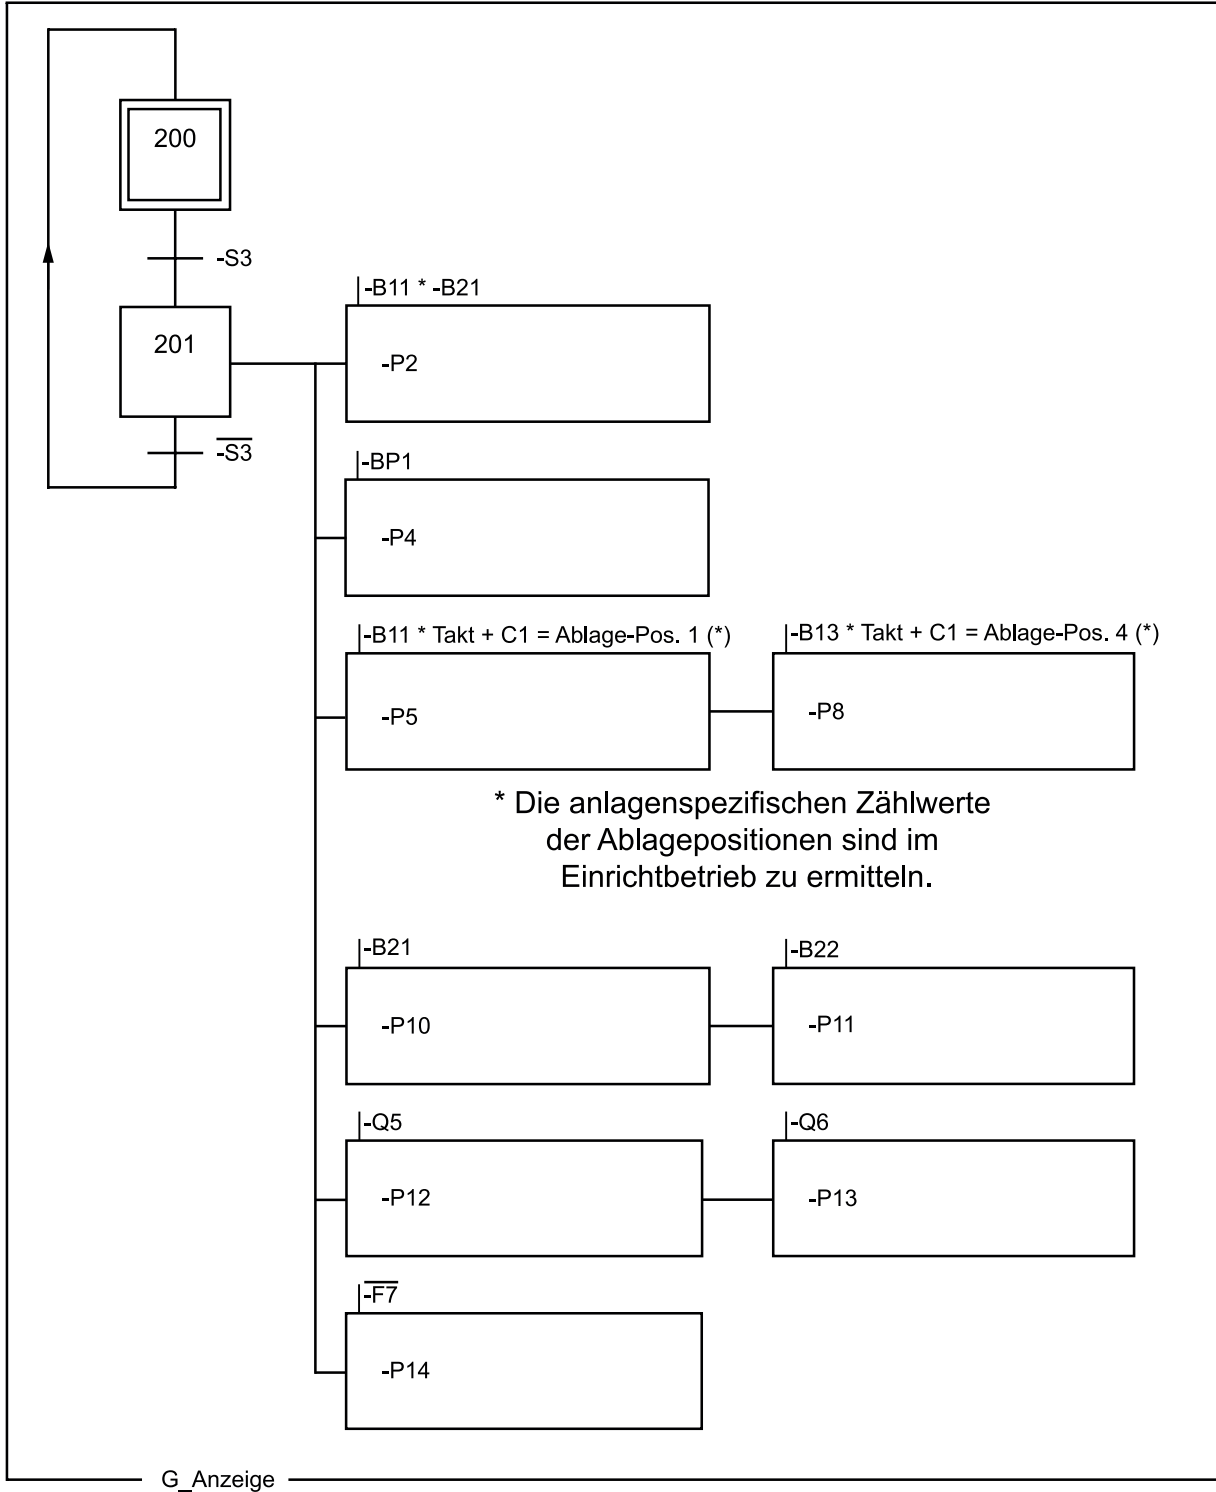 200
-S3
201
-S̅3̅
-B11 * -B21
-P2
-BP1
-P4
-B11 * Takt + C1 = Ablage-Pos. 1 (*)
-P5
-B13 * Takt + C1 = Ablage-Pos. 4 (*)
-P8
* Die anlagenspezifischen Zählwerte
der Ablagepositionen sind im
Einrichtbetrieb zu ermitteln.
-B21
-P10
-B22
-P11
-Q5
-P12
-Q6
-P13
-F̅7̅
-P14
G_Anzeige